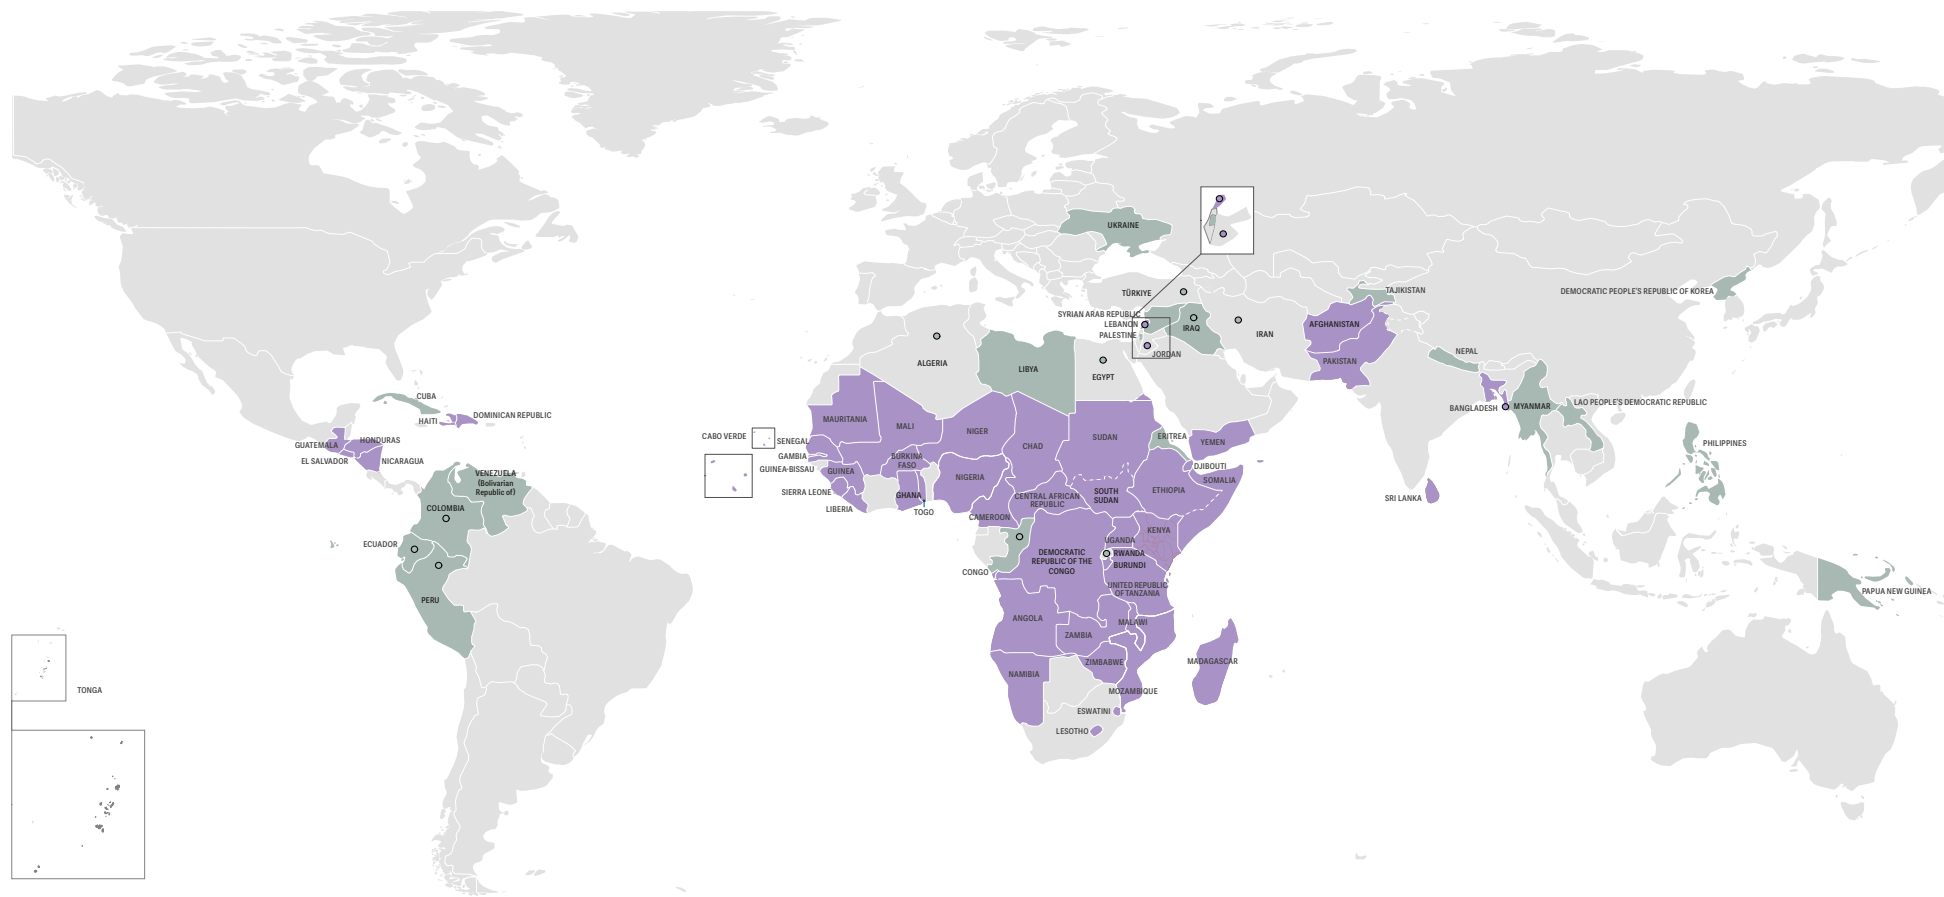 UKRAINE
TÜRKİYE
TAJIKISTAN
DEMOCRATIC PEOPLE'S REPUBLIC OF KOREA
SYRIAN ARAB REPUBLIC
LEBANON
PALESTINE
IRAQ
IRAN
JORDAN
AFGHANISTAN
PAKISTAN
NEPAL
ALGERIA
LIBYA
EGYPT
CUBA
HAITI
DOMINICAN REPUBLIC
GUATEMALA
HONDURAS
EL SALVADOR
NICARAGUA
BANGLADESH
MYANMAR
LAO PEOPLE'S DEMOCRATIC REPUBLIC
PHILIPPINES
MAURITANIA
MALI
NIGER
CHAD
SUDAN
ERITREA
YEMEN
CABO VERDE
SENEGAL
GAMBIA
GUINEA-BISSAU
GUINEA
BURKINA
FASO
NIGERIA
DJIBOUTI
SOMALIA
ETHIOPIA
SIERRA LEONE
LIBERIA
GHANA
TOGO
CAMEROON
CENTRAL AFRICAN
REPUBLIC
SOUTH
SUDAN
SRI LANKA
VENEZUELA
(Bolivarian
Republic of)
COLOMBIA
ECUADOR
PERU
UGANDA
KENYA
RWANDA
BURUNDI
CONGO
DEMOCRATIC
REPUBLIC OF THE
CONGO
UNITED REPUBLIC
OF TANZANIA
PAPUA NEW GUINEA
ANGOLA
ZAMBIA
MALAWI
NAMIBIA
ZIMBABWE
MADAGASCAR
MOZAMBIQUE
ESWATINI
LESOTHO
TONGA